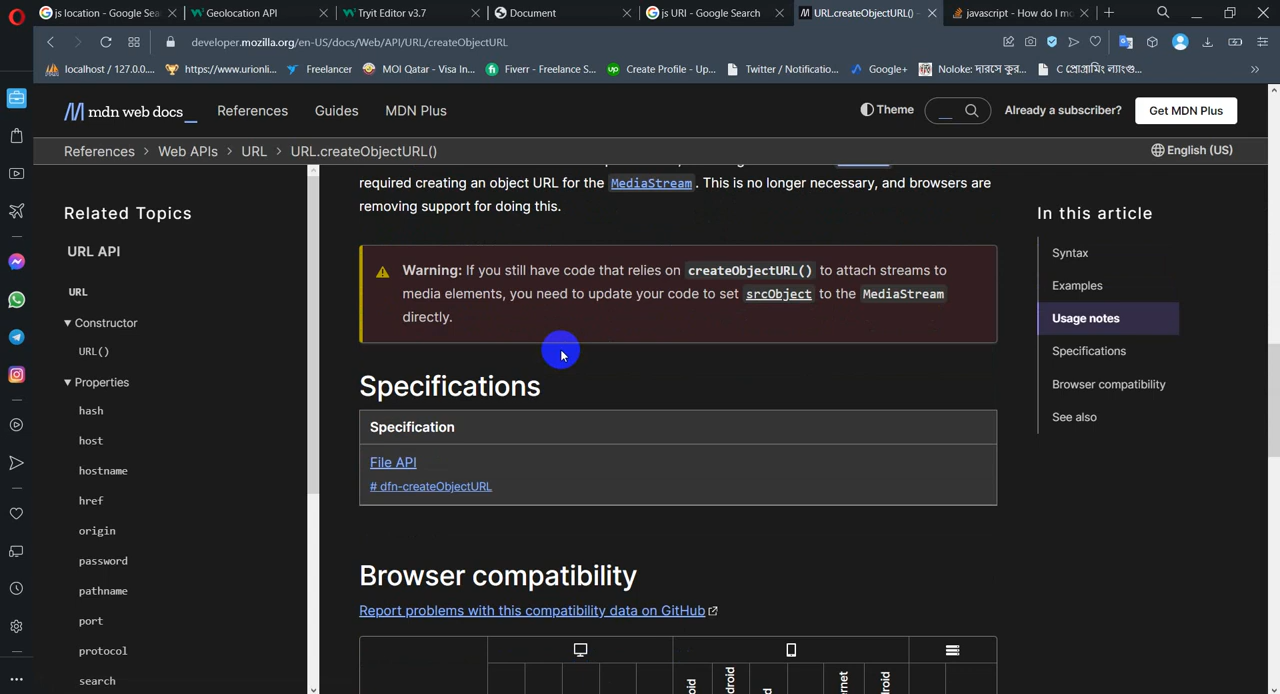 js location - Google Sea
Geolocation API
Tryit Editor v3.7
Document
js URI - Google Search
URL.createObjectURL() -
javascript - How do I mo
developer.mozilla.org/en-US/docs/Web/API/URL/createObjectURL
localhost / 127.0.0....
https://www.urionli...
Freelancer
MOI Qatar - Visa In...
Fiverr - Freelance S...
Create Profile - Up...
Twitter / Notificatio...
Google+
mdn web docs_
References
Guides
MDN Plus
Theme
Already a subscriber?
Get MDN Plus
References > Web APIs > URL > URL.createObjectURL()
English (US)
Related Topics
URL API
URL
Constructor
URL()
Properties
hash
host
hostname
href
origin
password
pathname
port
protocol
search
required creating an object URL for the MediaStream. This is no longer necessary, and browsers are
removing support for doing this.
Warning: If you still have code that relies on createObjectURL() to attach streams to
media elements, you need to update your code to set srcObject to the MediaStream
directly.
Specifications
Specification
File API
# dfn-createObjectURL
Browser compatibility
Report problems with this compatibility data on GitHub
In this article
Syntax
Examples
Usage notes
Specifications
Browser compatibility
See also